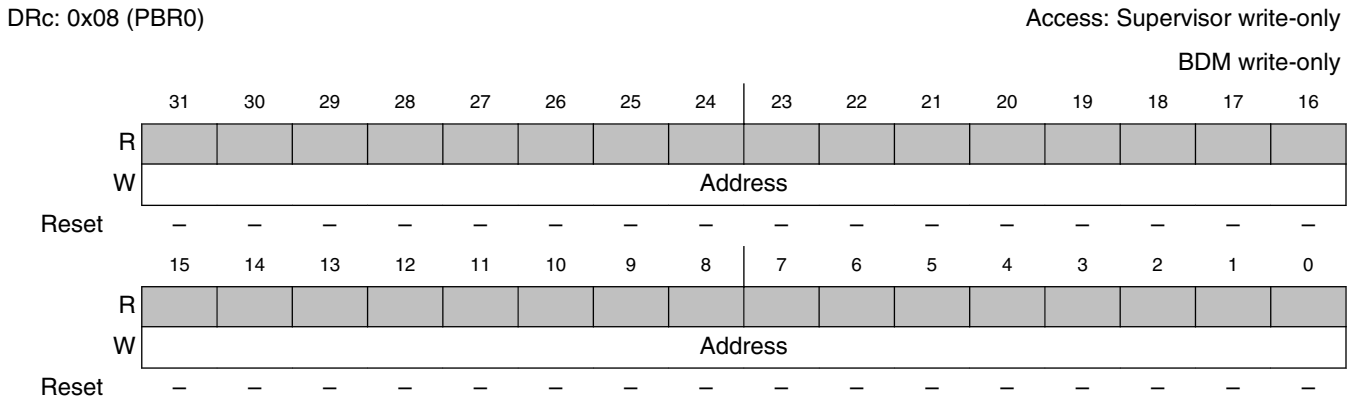 DRc: 0x08 (PBR0) Access: Supervisor write-only
BDM write-only
31 30 29 28 27 26 25 24 23 22 21 20 19 18 17 16
R
W Address
Reset – – – – – – – – – – – – – – – –
15 14 13 12 11 10 9 8 7 6 5 4 3 2 1 0
R
W Address
Reset – – – – – – – – – – – – – – – –